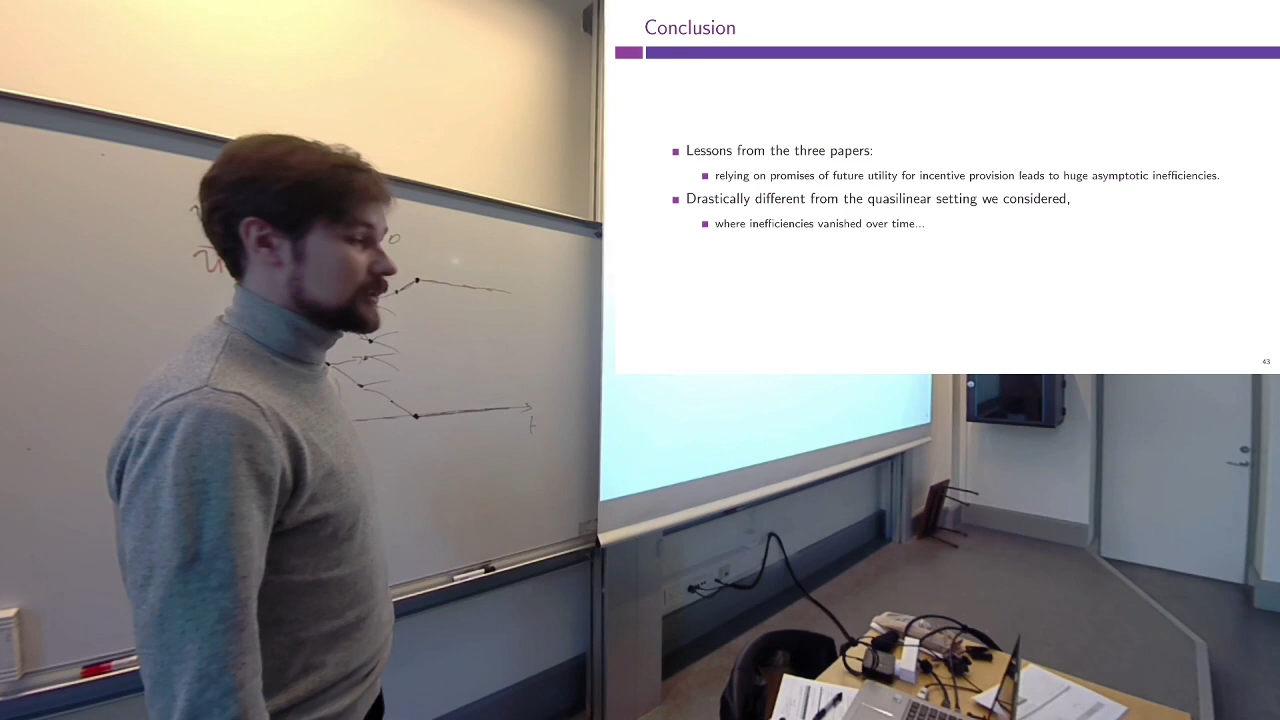 Conclusion
Lessons from the three papers:
relying on promises of future utility for incentive provision leads to huge asymptotic inefficiencies.
Drastically different from the quasilinear setting we considered,
where inefficiencies vanished over time...
43
t